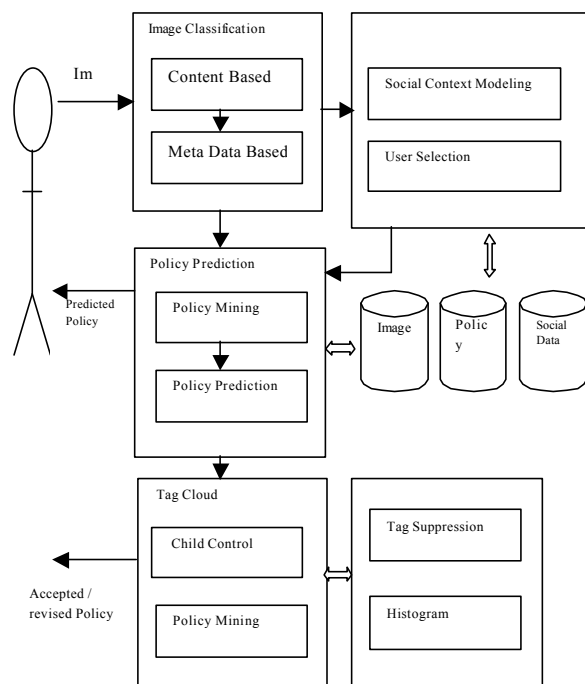 Image Classification
Im
Content Based
Meta Data Based
Social Context Modeling
User Selection
Policy Prediction
Predicted
Policy
Policy Mining
Policy Prediction
Image
Polic
y
Social
Data
Tag Cloud
Child Control
Policy Mining
Accepted /
revised Policy
Tag Suppression
Histogram